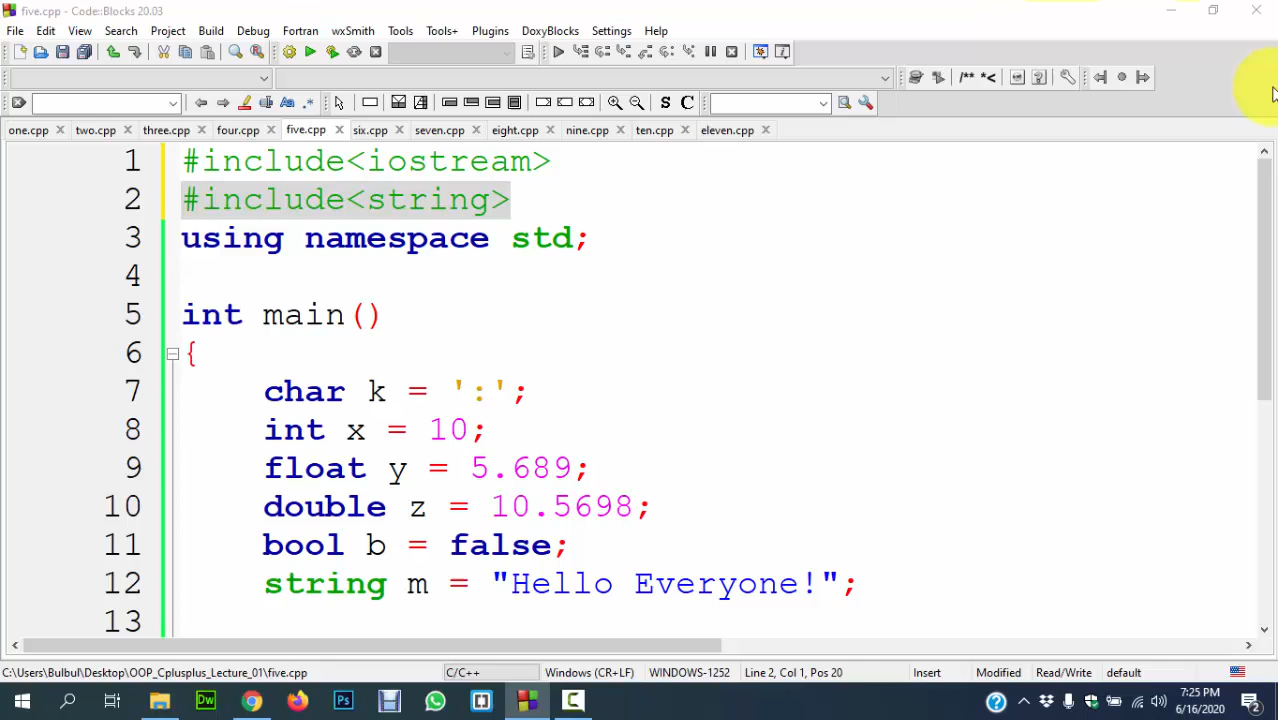 five.cpp - Code::Blocks 20.03
File Edit View Search Project Build Debug Fortran wxSmith Tools Tools+ Plugins DoxyBlocks Settings Help
/** *<
.*
S C
one.cpp two.cpp three.cpp four.cpp five.cpp six.cpp seven.cpp eight.cpp nine.cpp ten.cpp eleven.cpp
1 #include<iostream>
2 #include<string>
3 using namespace std;
4
5 int main()
6 {
7 char k = ':';
8 int x = 10;
9 float y = 5.689;
10 double z = 10.5698;
11 bool b = false;
12 string m = "Hello Everyone!";
13
C:\Users\Bulbul\Desktop\OOP_Cplusplus_Lecture_01\five.cpp C/C++ Windows (CR+LF) WINDOWS-1252 Line 2, Col 1, Pos 20 Insert Modified Read/Write default
Dw Ps 7:25 PM
6/16/2020 2